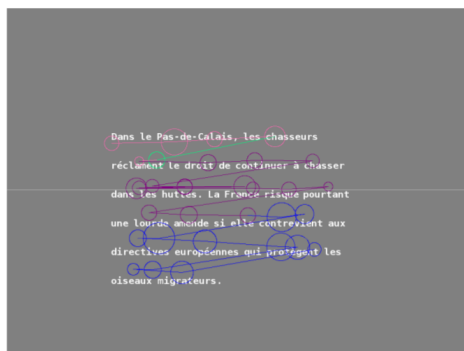 Dans le Pas-de-Calais, les chasseurs
réclament le droit de continuer à chasser
dans les huttes. La France risque pourtant
une lourde amende si elle contrevient aux
directives européennes qui protègent les
oiseaux migrateurs.